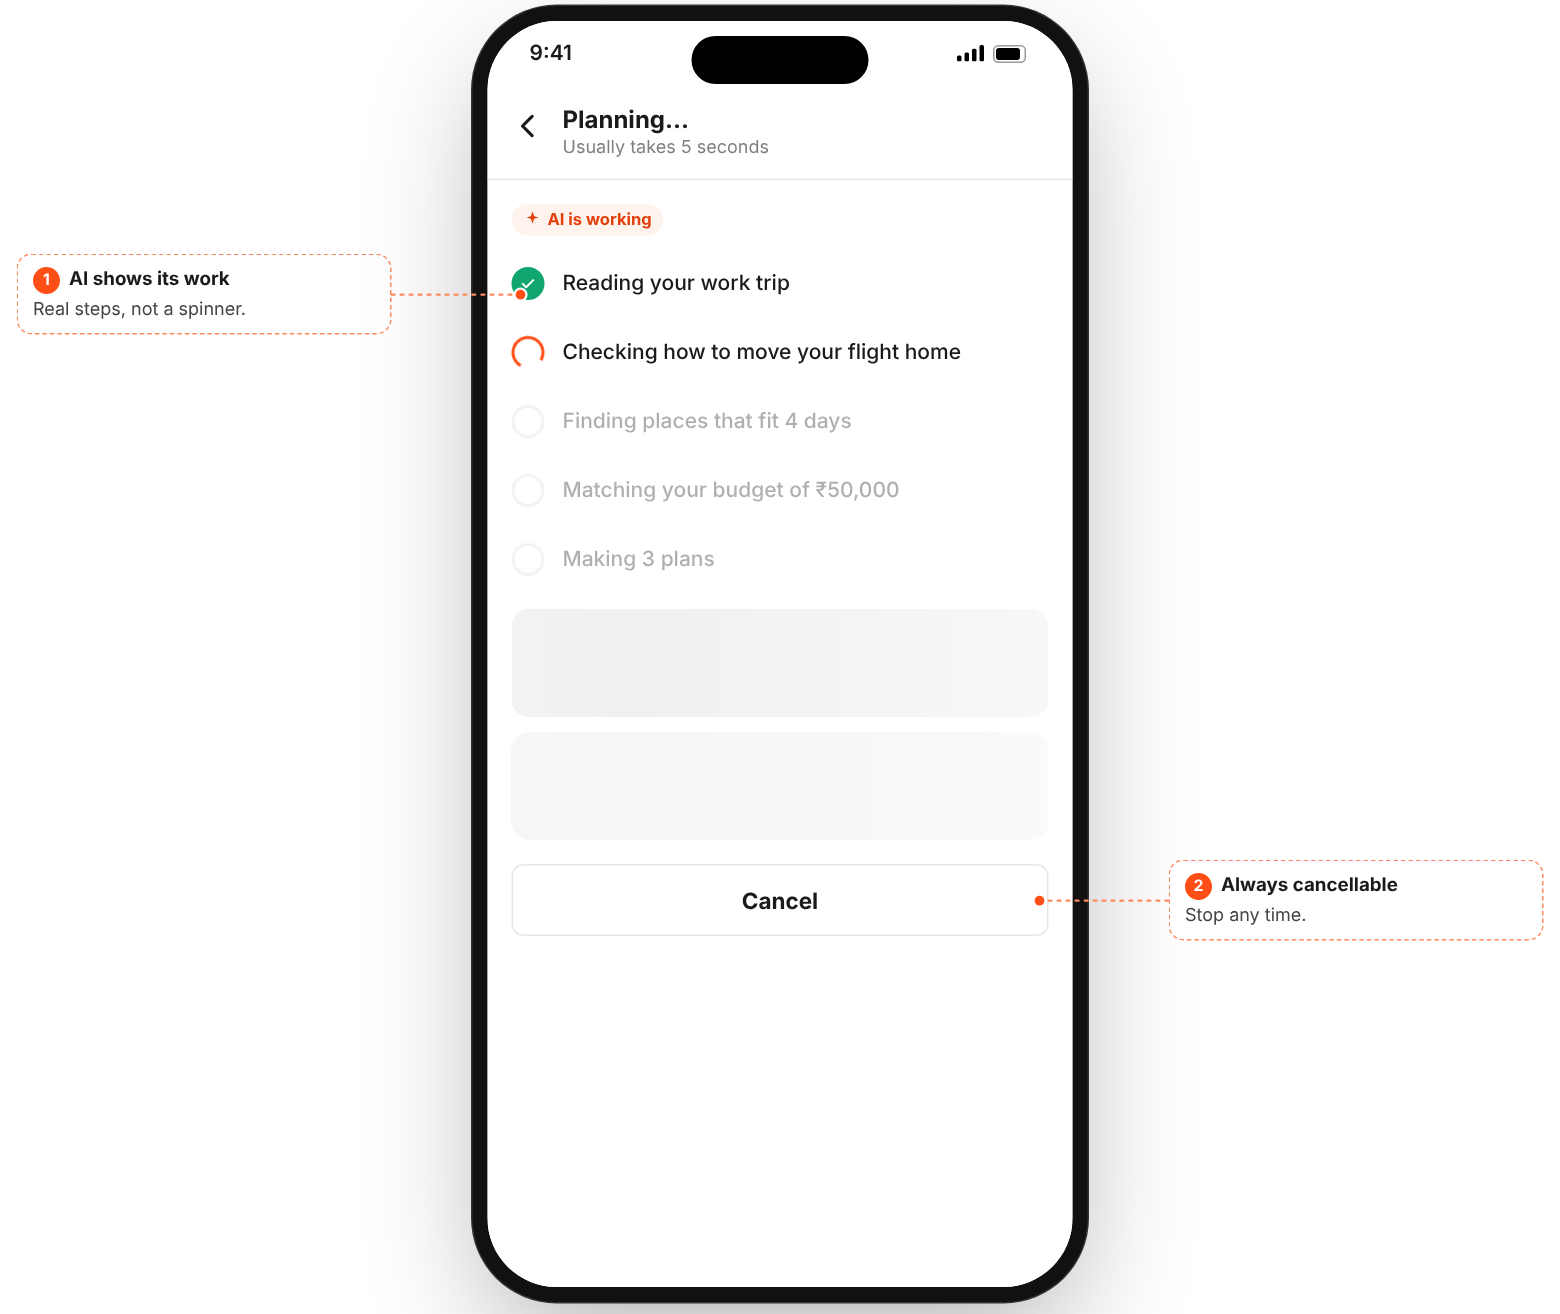 9:41
Planning...
Usually takes 5 seconds
AI is working
1 AI shows its work
Real steps, not a spinner.
Reading your work trip
Checking how to move your flight home
Finding places that fit 4 days
Matching your budget of ₹50,000
Making 3 plans
Cancel
2 Always cancellable
Stop any time.